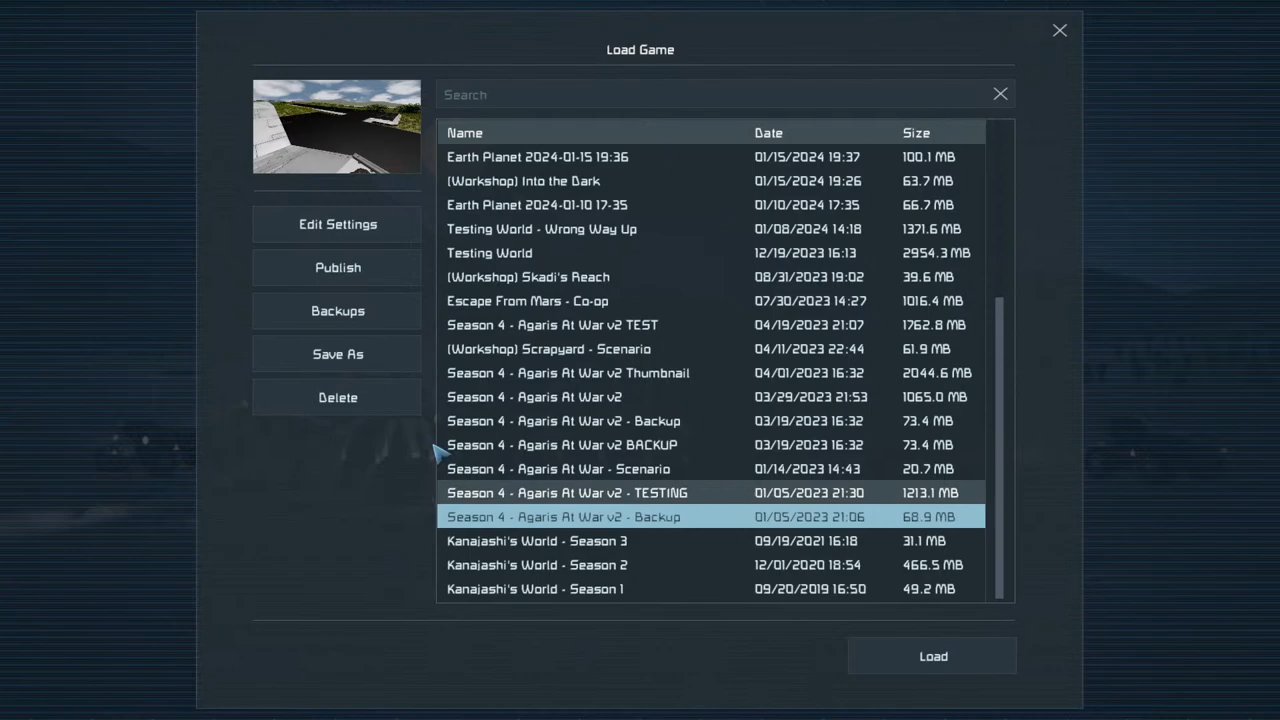 Load Game
Search
Name Date Size
Earth Planet 2024-01-15 19:36 01/15/2024 19:37 100.1 MB
(Workshop) Into the Dark 01/15/2024 19:26 63.7 MB
Earth Planet 2024-01-10 17-35 01/10/2024 17:35 66.7 MB
Testing World - Wrong Way Up 01/08/2024 14:18 1371.6 MB
Testing World 12/19/2023 16:13 2954.3 MB
(Workshop) Skadi's Reach 08/31/2023 19:02 39.6 MB
Escape From Mars - Co-op 07/30/2023 14:27 1016.4 MB
Season 4 - Agaris At War v2 TEST 04/19/2023 21:07 1762.8 MB
(Workshop) Scrapyard - Scenario 04/11/2023 22:44 61.9 MB
Season 4 - Agaris At War v2 Thumbnail 04/01/2023 16:32 2044.6 MB
Season 4 - Agaris At War v2 03/29/2023 21:53 1065.0 MB
Season 4 - Agaris At War v2 - Backup 03/19/2023 16:32 73.4 MB
Season 4 - Agaris At War v2 BACKUP 03/19/2023 16:32 73.4 MB
Season 4 - Agaris At War - Scenario 01/14/2023 14:43 20.7 MB
Season 4 - Agaris At War v2 - TESTING 01/05/2023 21:30 1213.1 MB
Season 4 - Agaris At War v2 - Backup 01/05/2023 21:06 68.9 MB
Kanajashi's World - Season 3 09/19/2021 16:18 31.1 MB
Kanajashi's World - Season 2 12/01/2020 18:54 466.5 MB
Kanajashi's World - Season 1 09/20/2019 16:50 49.2 MB
Edit Settings
Publish
Backups
Save As
Delete
Load